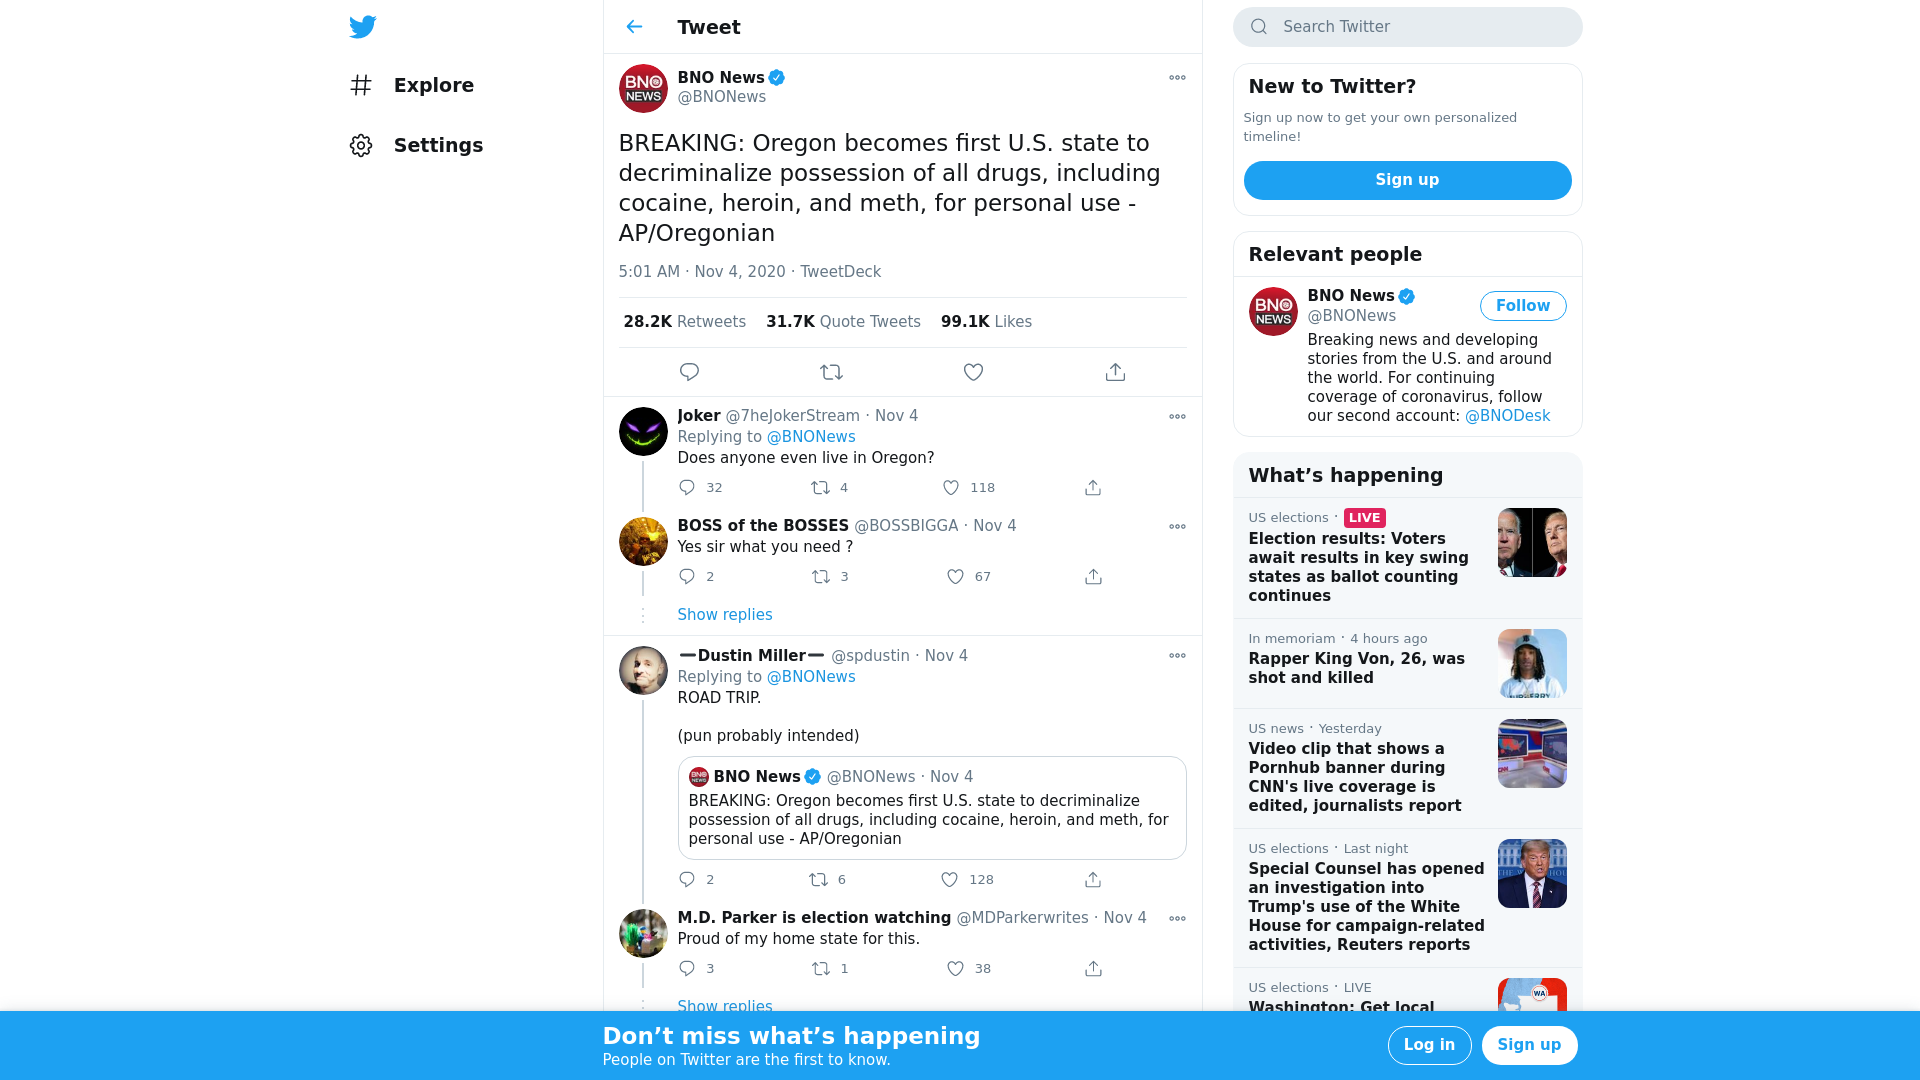 Explore
Settings
Tweet
BNO News
@BNONews
BREAKING: Oregon becomes first U.S. state to
decriminalize possession of all drugs, including
cocaine, heroin, and meth, for personal use -
AP/Oregonian
5:01 AM · Nov 4, 2020 · TweetDeck
28.2K Retweets 31.7K Quote Tweets 99.1K Likes
Joker @7heJokerStream · Nov 4
Replying to @BNONews
Does anyone even live in Oregon?
32 4 118
BOSS of the BOSSES @BOSSBIGGA · Nov 4
Yes sir what you need ?
2 3 67
Show replies
Dustin Miller @spdustin · Nov 4
Replying to @BNONews
ROAD TRIP.
(pun probably intended)
BNO News @BNONews · Nov 4
BREAKING: Oregon becomes first U.S. state to decriminalize
possession of all drugs, including cocaine, heroin, and meth, for
personal use - AP/Oregonian
2 6 128
M.D. Parker is election watching @MDParkerwrites · Nov 4
Proud of my home state for this.
3 1 38
Show replies
Search Twitter
New to Twitter?
Sign up now to get your own personalized
timeline!
Sign up
Relevant people
BNO News
@BNONews
Follow
Breaking news and developing
stories from the U.S. and around
the world. For continuing
coverage of coronavirus, follow
our second account: @BNODesk
What's happening
US elections · LIVE
Election results: Voters
await results in key swing
states as ballot counting
continues
In memoriam · 4 hours ago
Rapper King Von, 26, was
shot and killed
US news · Yesterday
Video clip that shows a
Pornhub banner during
CNN's live coverage is
edited, journalists report
US elections · Last night
Special Counsel has opened
an investigation into
Trump's use of the White
House for campaign-related
activities, Reuters reports
US elections · LIVE
Washington: Get local
WA
Don't miss what's happening
People on Twitter are the first to know.
Log in
Sign up